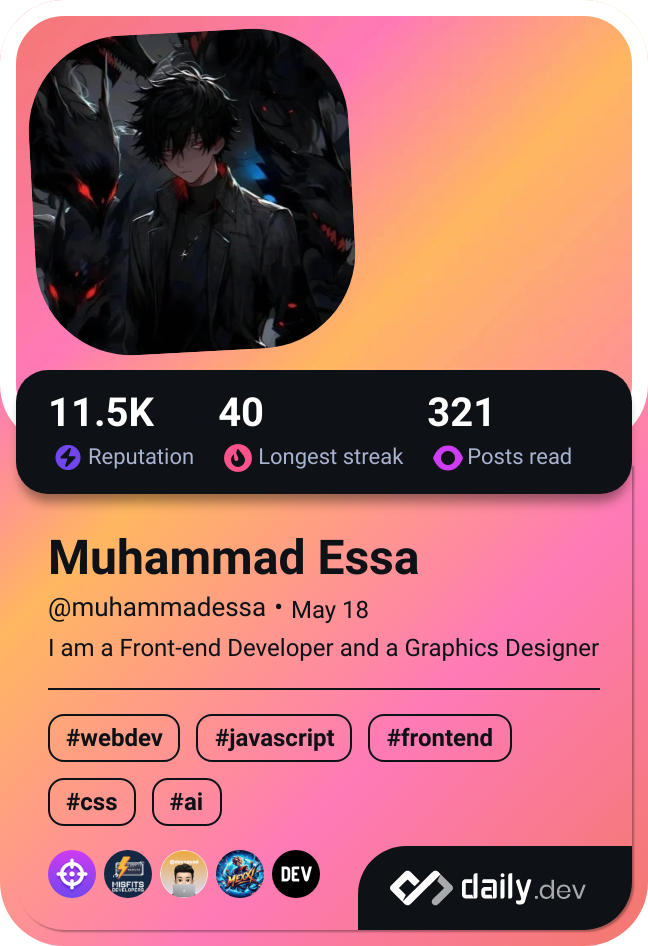 11.5K 40 321
Reputation Longest streak Posts read
Muhammad Essa
@muhammadessa • May 18
I am a Front-end Developer and a Graphics Designer
#webdev #javascript #frontend
#css #ai
MISFITS
DEVELOPERS
DEV
daily.dev